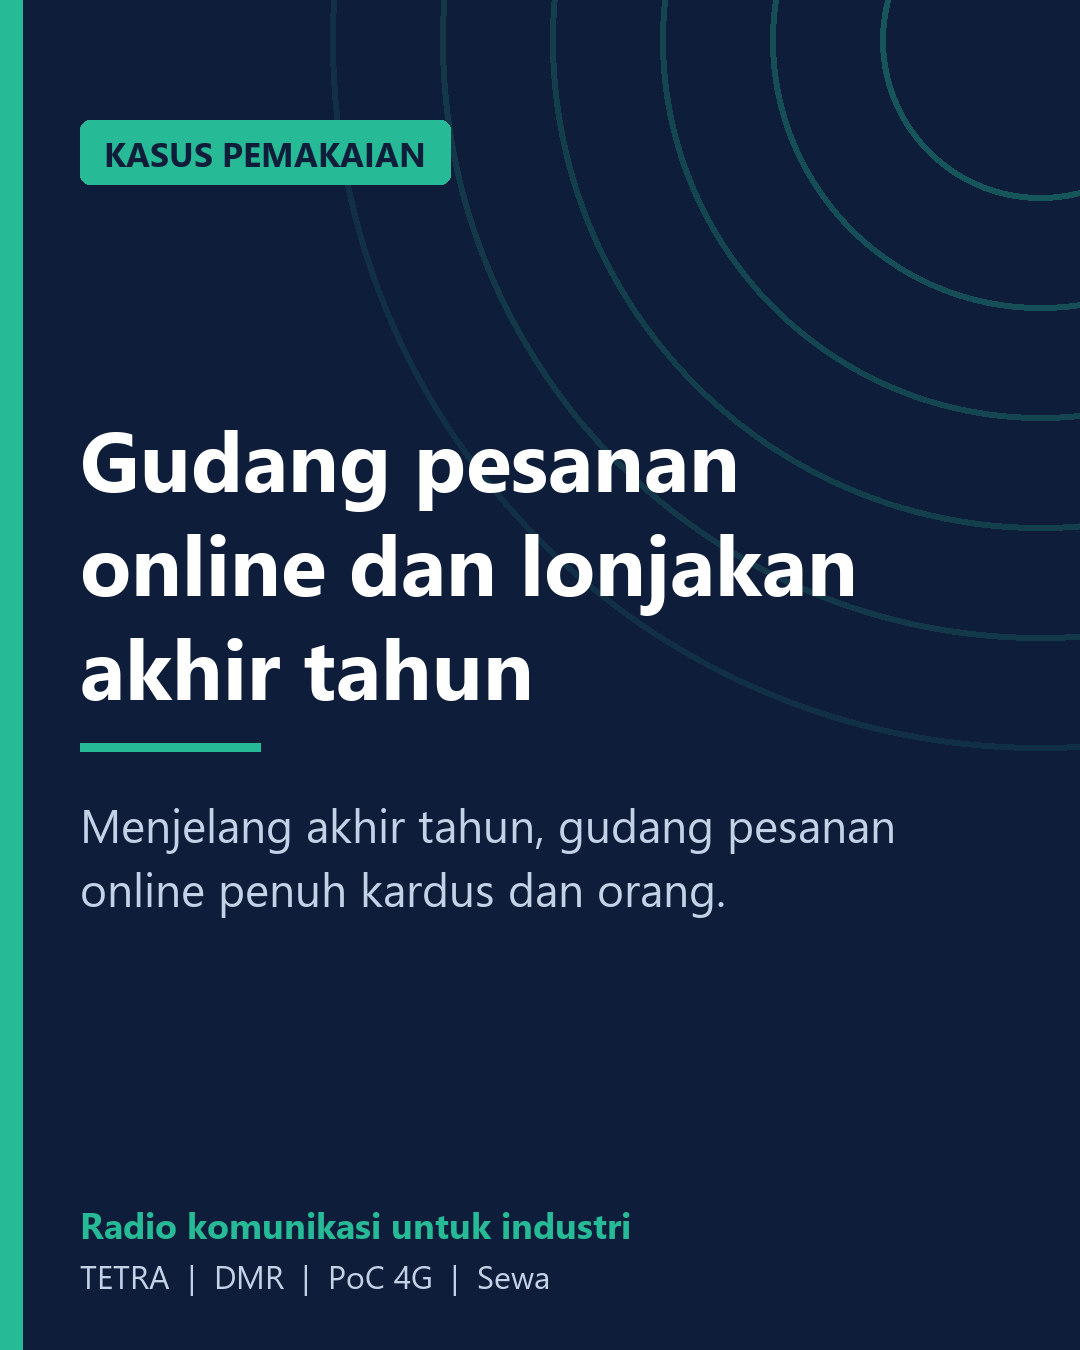 KASUS PEMAKAIAN
Gudang pesanan
online dan lonjakan
akhir tahun
Menjelang akhir tahun, gudang pesanan
online penuh kardus dan orang.
Radio komunikasi untuk industri
TETRA | DMR | PoC 4G | Sewa